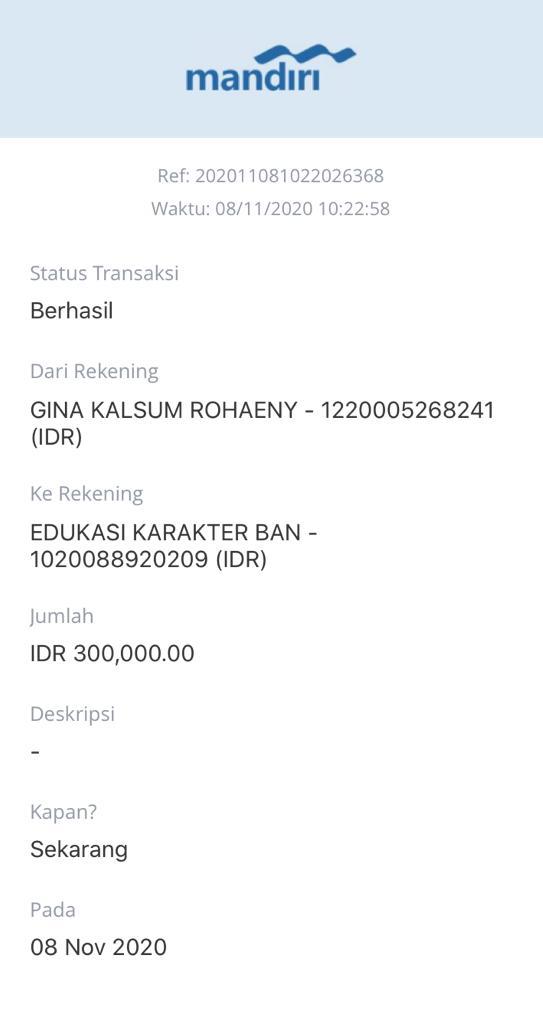 mandiri
Ref: 202011081022026368
Waktu: 08/11/2020 10:22:58
Status Transaksi
Berhasil
Dari Rekening
GINA KALSUM ROHAENY - 1220005268241
(IDR)
Ke Rekening
EDUKASI KARAKTER BAN -
1020088920209 (IDR)
Jumlah
IDR 300,000.00
Deskripsi
-
Kapan?
Sekarang
Pada
08 Nov 2020